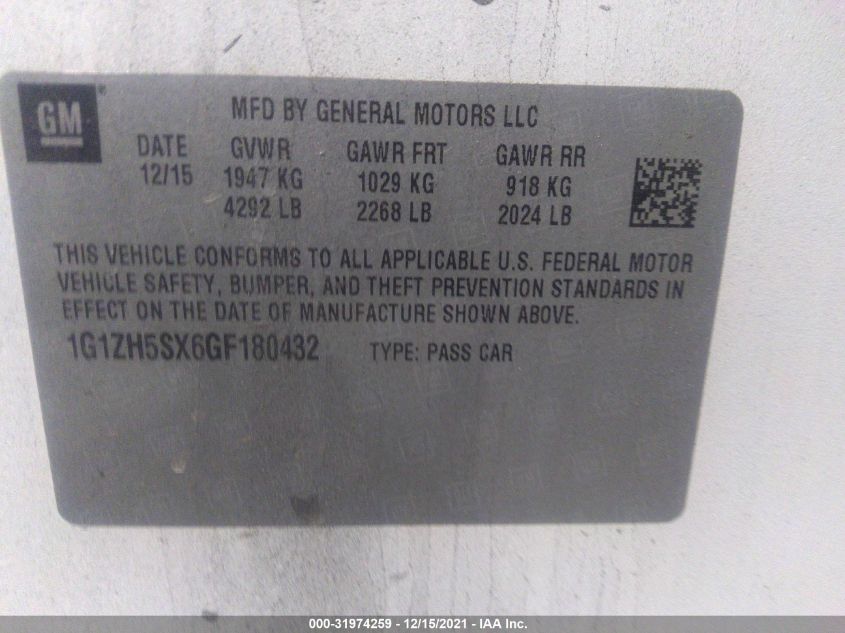 GM ®
MFD BY GENERAL MOTORS LLC
DATE GVWR GAWR FRT GAWR RR
12/15 1947 KG 1029 KG 918 KG
4292 LB 2268 LB 2024 LB
THIS VEHICLE CONFORMS TO ALL APPLICABLE U.S. FEDERAL MOTOR
VEHICLE SAFETY, BUMPER, AND THEFT PREVENTION STANDARDS IN
EFFECT ON THE DATE OF MANUFACTURE SHOWN ABOVE.
1G1ZH5SX6GF180432 TYPE: PASS CAR
000-31974259 - 12/15/2021 - IAA Inc.